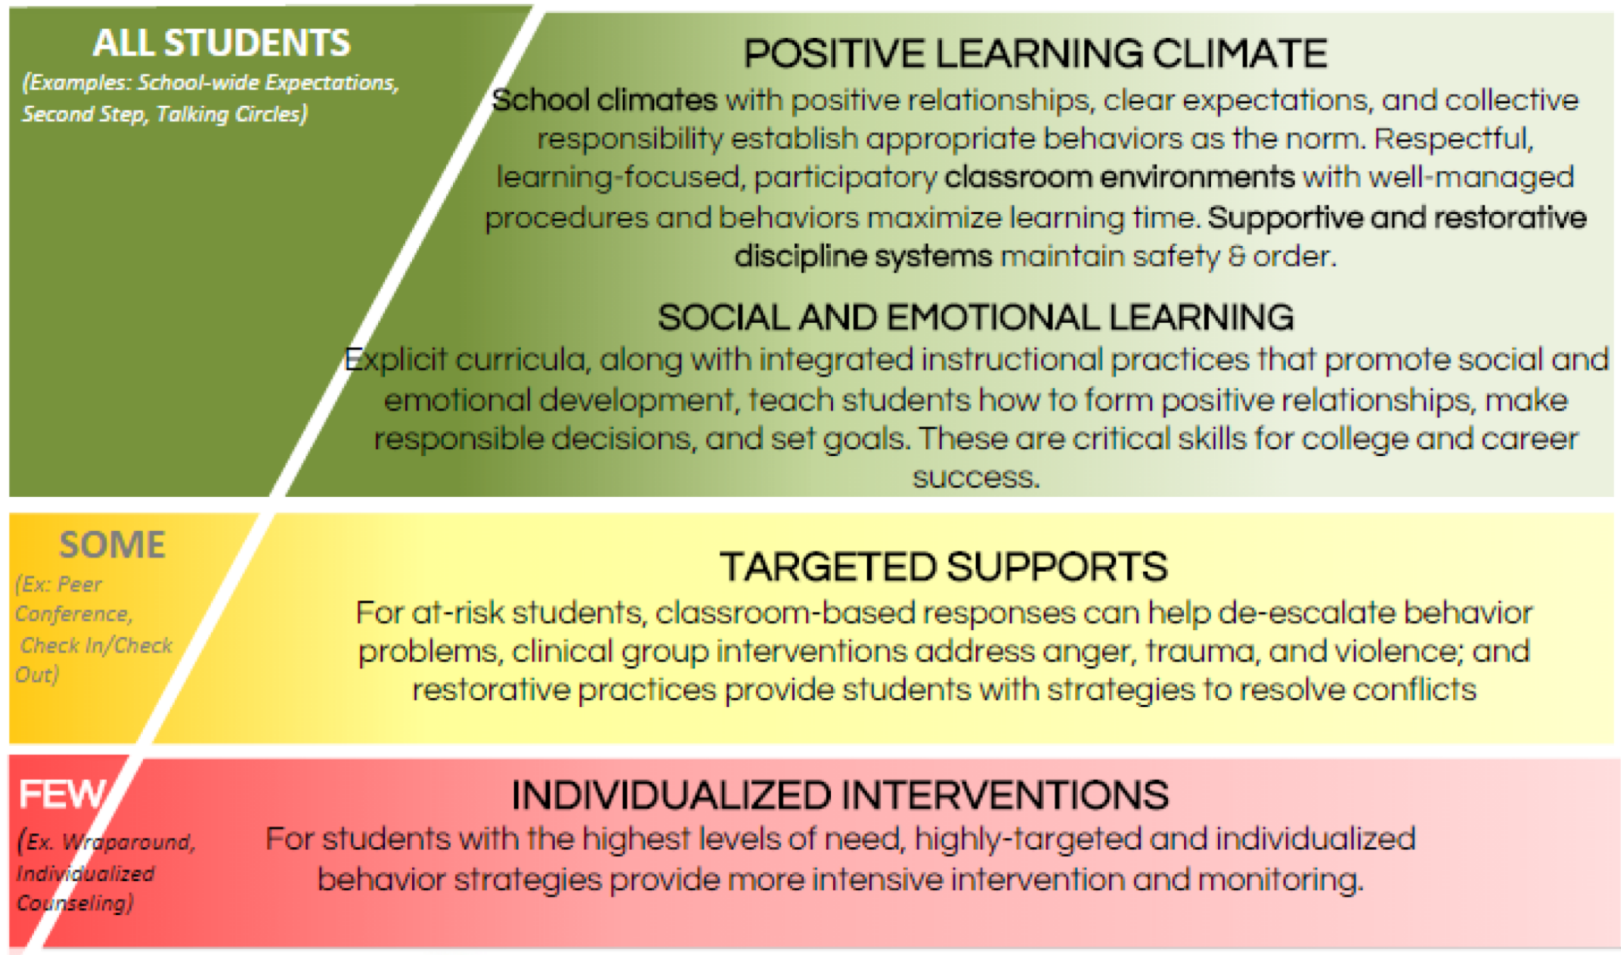 ALL STUDENTS
(Examples: School-wide Expectations,
Second Step, Talking Circles)
POSITIVE LEARNING CLIMATE
School climates with positive relationships, clear expectations, and collective
responsibility establish appropriate behaviors as the norm. Respectful,
learning-focused, participatory classroom environments with well-managed
procedures and behaviors maximize learning time. Supportive and restorative
discipline systems maintain safety & order.
SOCIAL AND EMOTIONAL LEARNING
Explicit curricula, along with integrated instructional practices that promote social and
emotional development, teach students how to form positive relationships, make
responsible decisions, and set goals. These are critical skills for college and career
success.
SOME
(Ex: Peer
Conference,
Check In/Check
Out)
TARGETED SUPPORTS
For at-risk students, classroom-based responses can help de-escalate behavior
problems, clinical group interventions address anger, trauma, and violence; and
restorative practices provide students with strategies to resolve conflicts
FEW
(Ex. Wraparound,
Individualized
Counseling)
INDIVIDUALIZED INTERVENTIONS
For students with the highest levels of need, highly-targeted and individualized
behavior strategies provide more intensive intervention and monitoring.